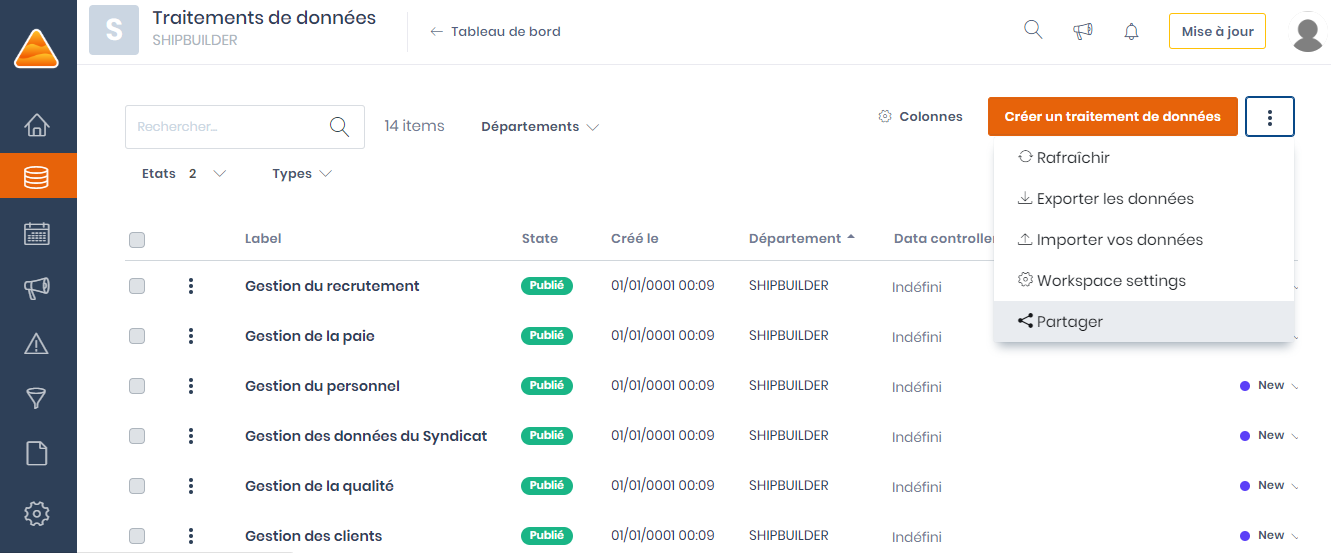 S
Traitements de données
SHIPBUILDER
← Tableau de bord
Mise à jour
Rechercher...
14 items
Départements
Colonnes
Créer un traitement de données
Etats 2
Types
Rafraîchir
Exporter les données
Importer vos données
Workspace settings
Partager
Label State Créé le Département Data controller
Gestion du recrutement Publié 01/01/0001 00:09 SHIPBUILDER Indéfini
Gestion de la paie Publié 01/01/0001 00:09 SHIPBUILDER Indéfini
Gestion du personnel Publié 01/01/0001 00:09 SHIPBUILDER Indéfini New
Gestion des données du Syndicat Publié 01/01/0001 00:09 SHIPBUILDER Indéfini New
Gestion de la qualité Publié 01/01/0001 00:09 SHIPBUILDER Indéfini New
Gestion des clients Publié 01/01/0001 00:09 SHIPBUILDER Indéfini New